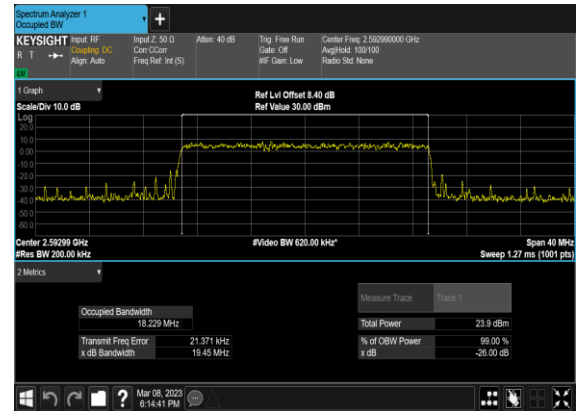 Spectrum Analyzer 1
Occupied BW
+
KEYSIGHT Input: RF Input Z: 50 Ω Atten: 40 dB Trig: Free Run Center Freq: 2.592990000 GHz
R T Coupling: DC Corr CCorr Gate: Off Avg|Hold: 100/100
Align: Auto Freq Ref: Int (S) #IF Gain: Low Radio Std: None
LXI
1 Graph
Ref Lvl Offset 8.40 dB
Scale/Div 10.0 dB Ref Value 30.00 dBm
Log
20.0
10.0
0.00
-10.0
-20.0
-30.0
-40.0
-50.0
-60.0
Center 2.59299 GHz #Video BW 620.00 kHz* Span 40 MHz
#Res BW 200.00 kHz Sweep 1.27 ms (1001 pts)
2 Metrics
Measure Trace Trace 1
Occupied Bandwidth
18.229 MHz Total Power 23.9 dBm
Transmit Freq Error 21.371 kHz % of OBW Power 99.00 %
x dB Bandwidth 19.45 MHz x dB -26.00 dB
? Mar 08, 2023
6:14:41 PM